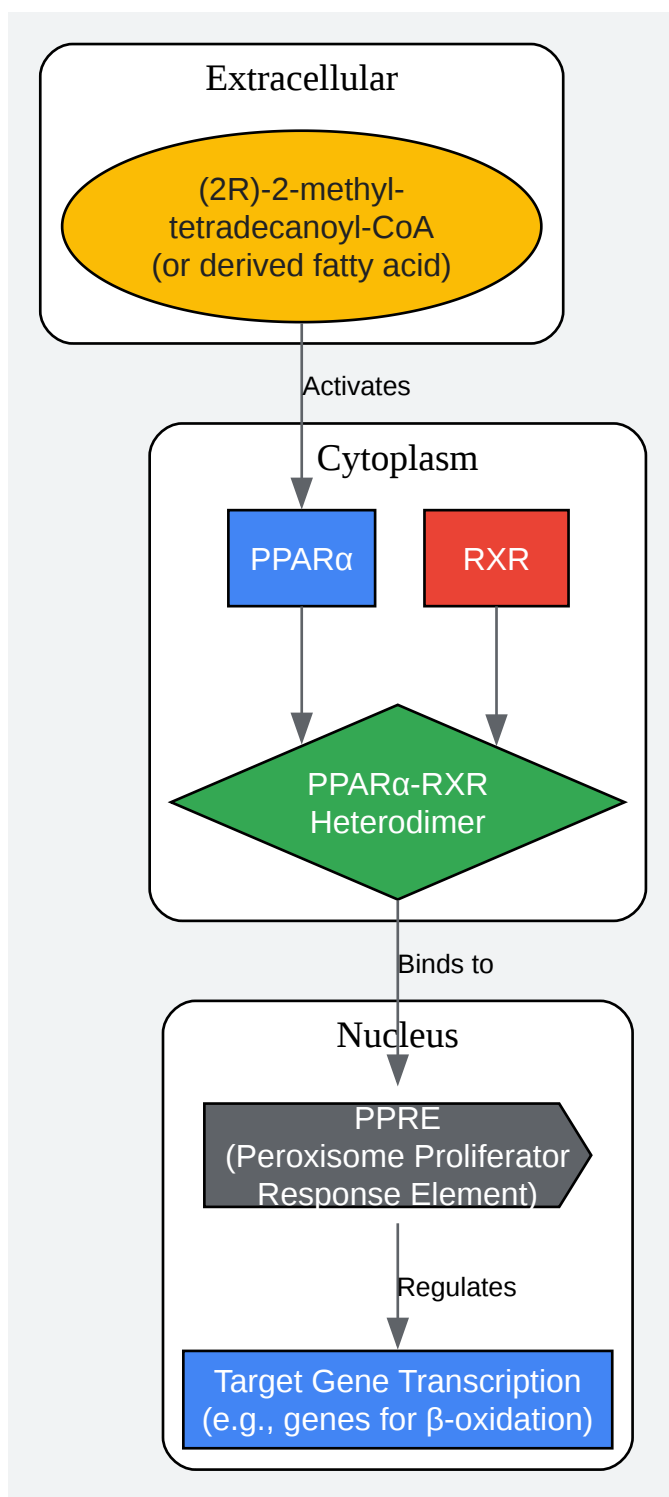 Extracellular
(2R)-2-methyl-
tetradecanoyl-CoA
(or derived fatty acid)
Activates
Cytoplasm
PPARα
RXR
PPARα-RXR
Heterodimer
Binds to
Nucleus
PPRE
(Peroxisome Proliferator
Response Element)
Regulates
Target Gene Transcription
(e.g., genes for β-oxidation)